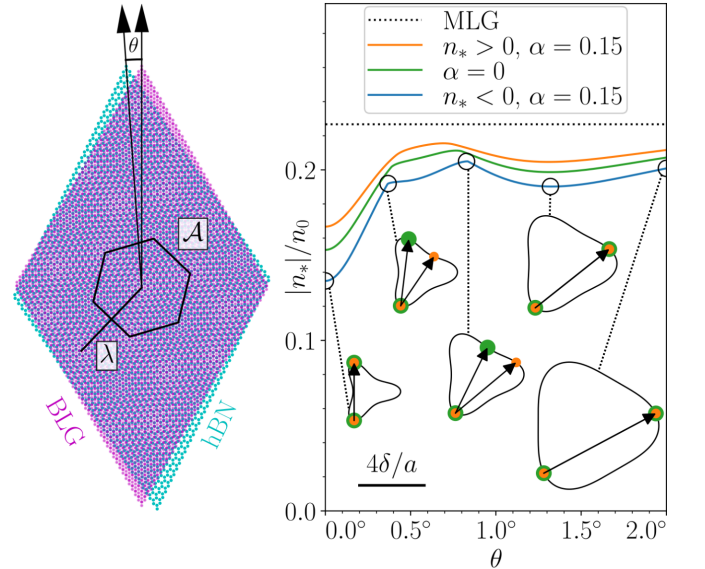 θ
𝒜
λ
BLG
hBN
MLG
n* > 0, α = 0.15
α = 0
n* < 0, α = 0.15
|n*|/n₀
0.2
0.1
0.0
4δ/a
0.0° 0.5° 1.0° 1.5° 2.0°
θ